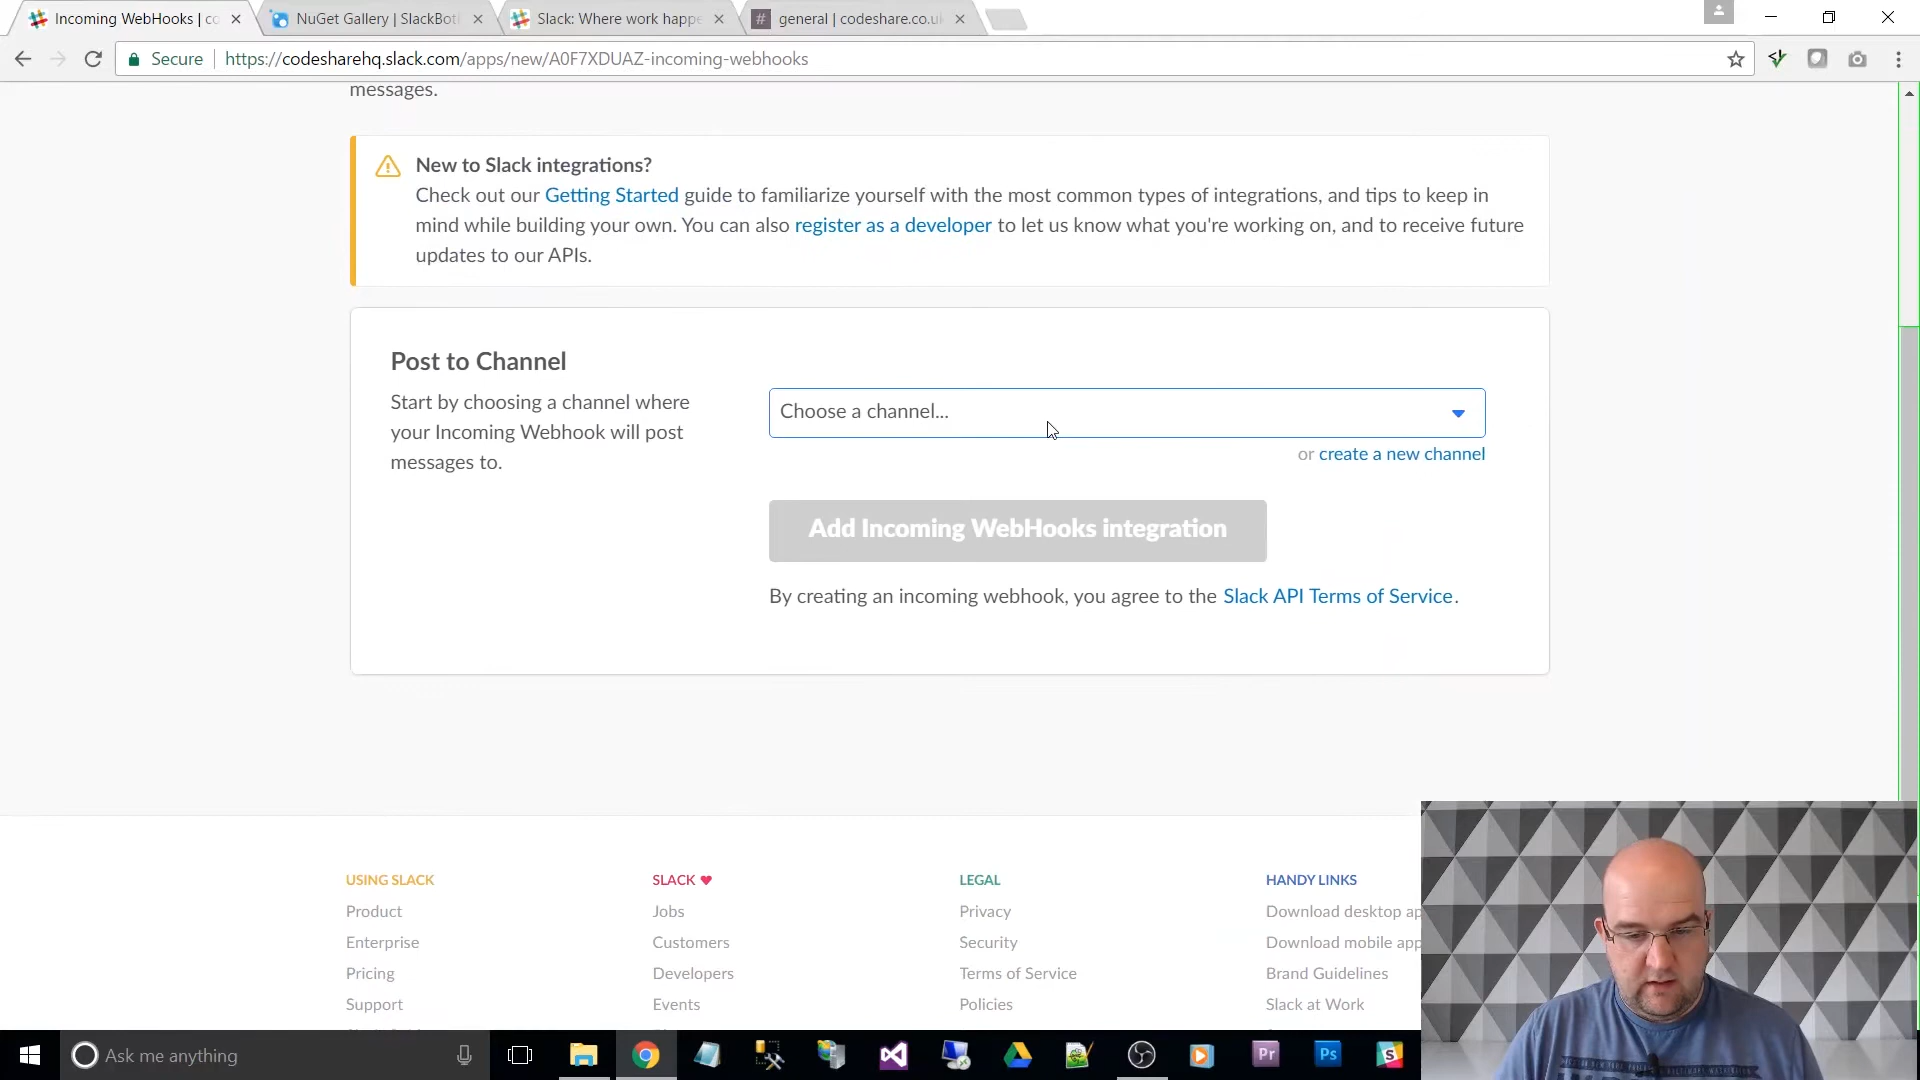 Incoming WebHooks | co
NuGet Gallery | SlackBot
Slack: Where work happe
# general | codeshare.co.u
Secure
https://codesharehq.slack.com/apps/new/A0F7XDUAZ-incoming-webhooks
messages.
New to Slack integrations?
Check out our Getting Started guide to familiarize yourself with the most common types of integrations, and tips to keep in
mind while building your own. You can also register as a developer to let us know what you're working on, and to receive future
updates to our APIs.
Post to Channel
Start by choosing a channel where
your Incoming Webhook will post
messages to.
Choose a channel...
or create a new channel
Add Incoming WebHooks integration
By creating an incoming webhook, you agree to the Slack API Terms of Service.
USING SLACK
Product
Enterprise
Pricing
Support
SLACK
Jobs
Customers
Developers
Events
LEGAL
Privacy
Security
Terms of Service
Policies
HANDY LINKS
Download desktop ap
Download mobile app
Brand Guidelines
Slack at Work
Ask me anything
Pr
Ps
S